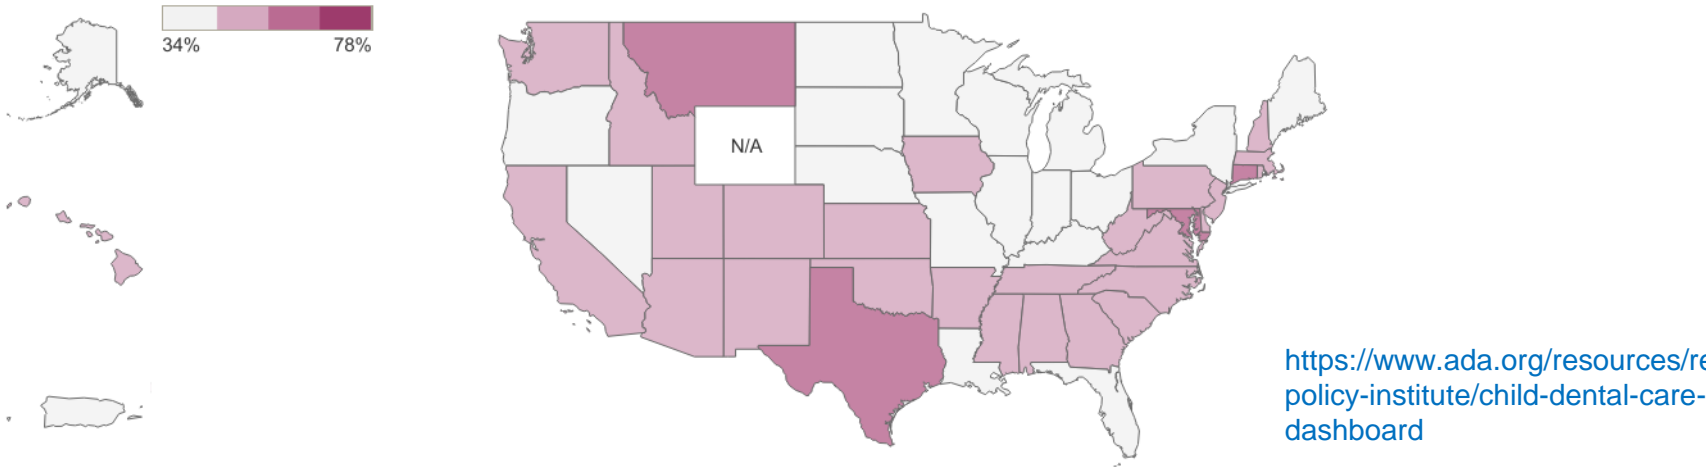 34% 78%
N/A
https://www.ada.org/resources/re
policy-institute/child-dental-care-
dashboard